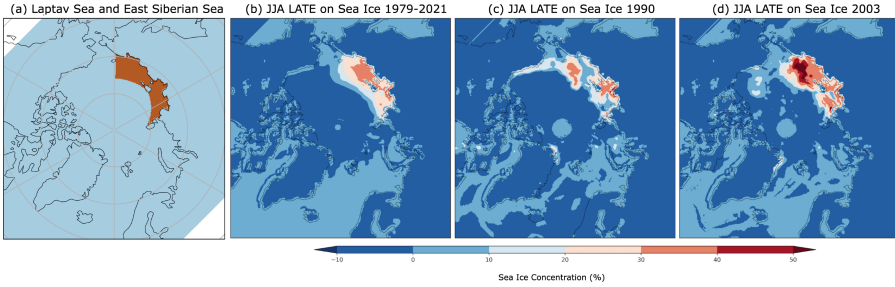 (a) Laptav Sea and East Siberian Sea
(b) JJA LATE on Sea Ice 1979-2021
(c) JJA LATE on Sea Ice 1990
(d) JJA LATE on Sea Ice 2003
−10 0 10 20 30 40 50
Sea Ice Concentration (%)